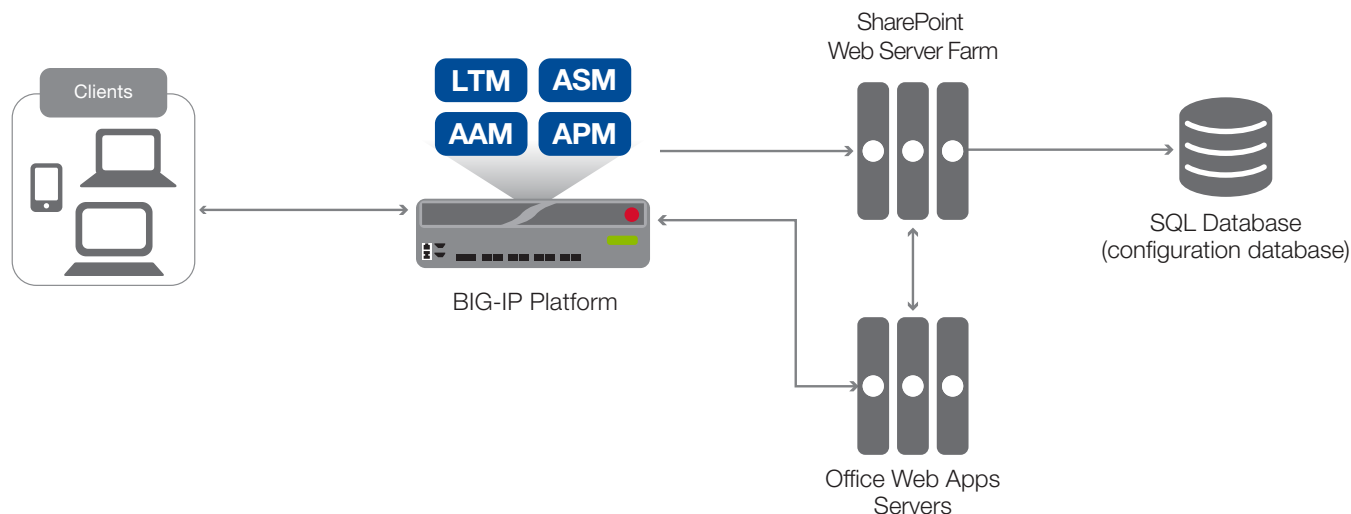 Clients
LTM
ASM
AAM
APM
BIG-IP Platform
SharePoint
Web Server Farm
SQL Database
(configuration database)
Office Web Apps
Servers